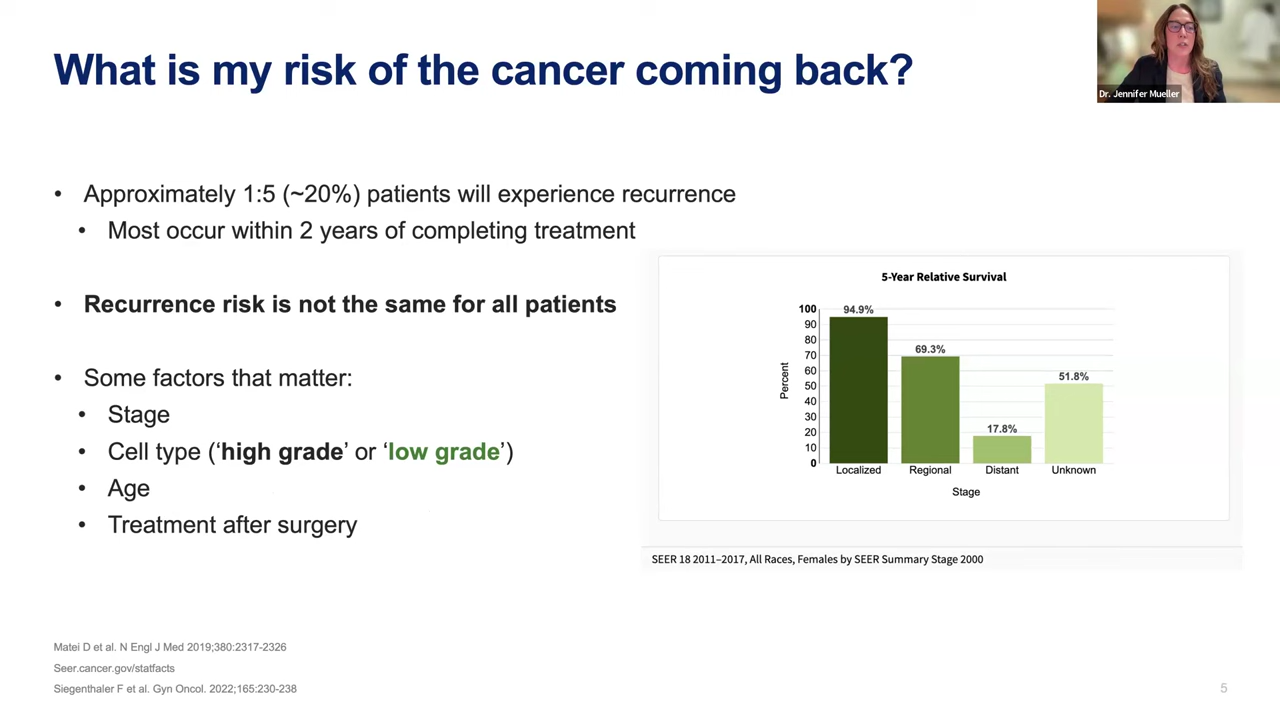 What is my risk of the cancer coming back?
Dr. Jennifer Mueller
• Approximately 1:5 (~20%) patients will experience recurrence
• Most occur within 2 years of completing treatment
• Recurrence risk is not the same for all patients
• Some factors that matter:
• Stage
• Cell type (‘high grade’ or ‘low grade’)
• Age
• Treatment after surgery
5-Year Relative Survival
Percent
100
90
80
70
60
50
40
30
20
10
0
94.9%
69.3%
17.8%
51.8%
Localized Regional Distant Unknown
Stage
SEER 18 2011–2017, All Races, Females by SEER Summary Stage 2000
Matei D et al. N Engl J Med 2019;380:2317-2326
Seer.cancer.gov/statfacts
Siegenthaler F et al. Gyn Oncol. 2022;165:230-238
5